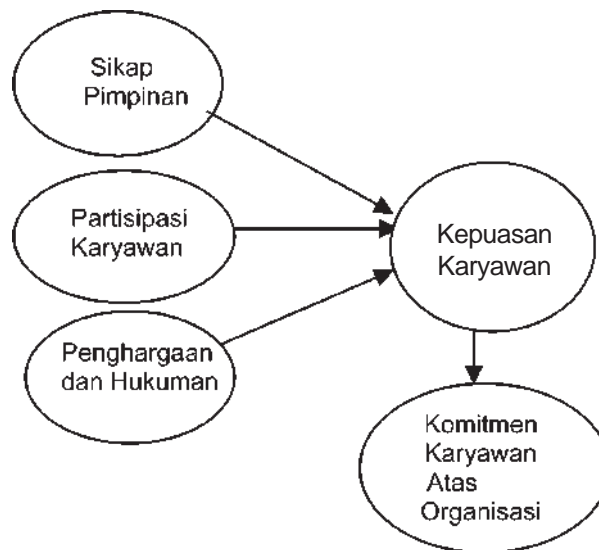 Sikap
Pimpinan
Partisipasi
Karyawan
Penghargaan
dan Hukuman
Kepuasan
Karyawan
Komitmen
Karyawan
Atas
Organisasi